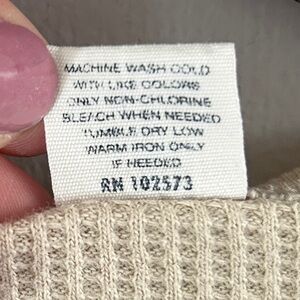 MACHINE WASH COLD
WITH LIKE COLORS
ONLY NON-CHLORINE
BLEACH WHEN NEEDED
TUMBLE DRY LOW
WARM IRON ONLY
IF NEEDED
RN 102573